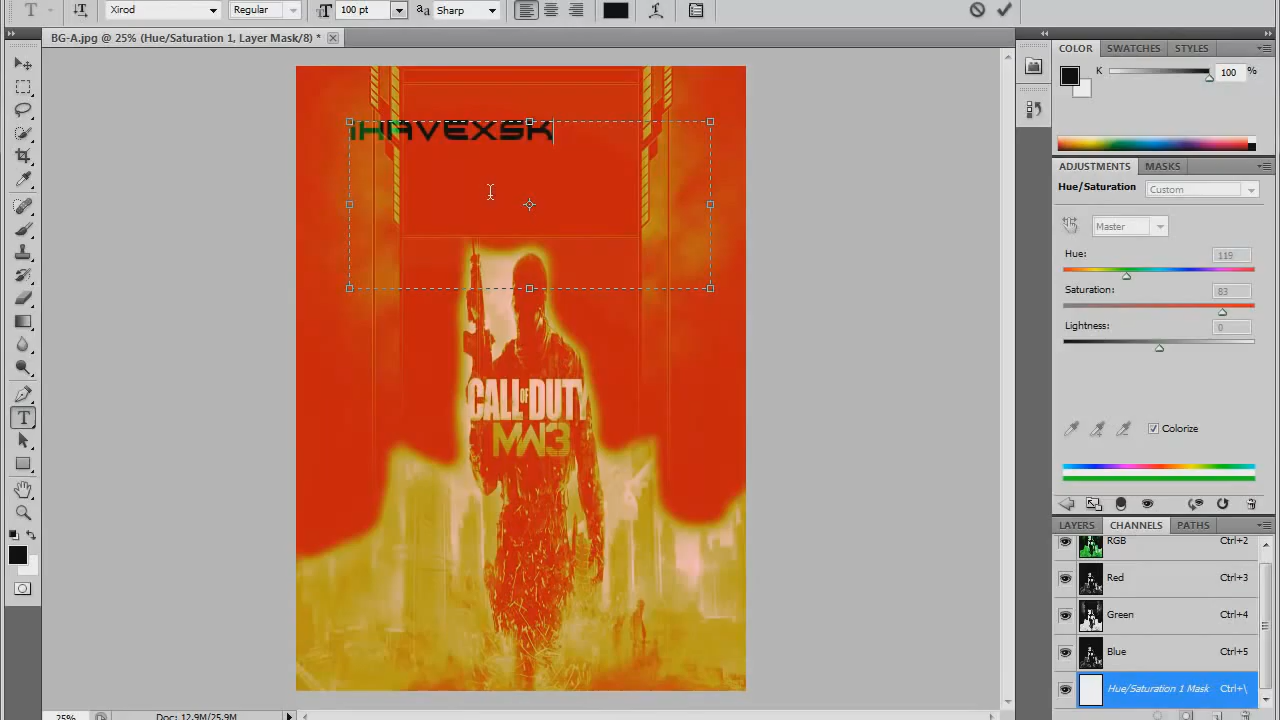 Xirod
Regular
100 pt
Sharp
BG-A.jpg @ 25% (Hue/Saturation 1, Layer Mask/8) *
iHAVEXSK
CALL OF DUTY
MW3
COLOR
SWATCHES
STYLES
K
100
%
ADJUSTMENTS
MASKS
Hue/Saturation
Custom
Master
Hue:
119
Saturation:
83
Lightness:
0
Colorize
LAYERS
CHANNELS
PATHS
RGB
Ctrl+2
Red
Ctrl+3
Green
Ctrl+4
Blue
Ctrl+5
Hue/Saturation 1 Mask
Ctrl+\
25%
Doc: 12.9M/25.9M